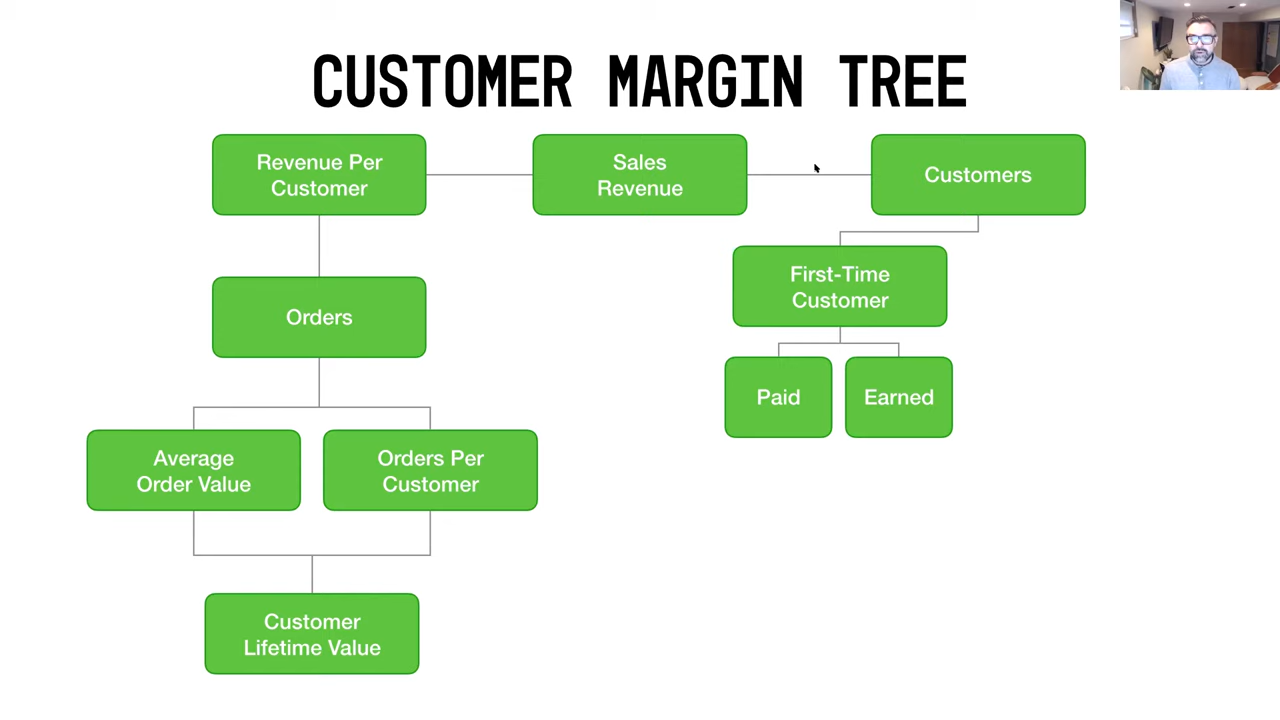 CUSTOMER MARGIN TREE
Revenue Per
Customer
Sales
Revenue
Customers
First-Time
Customer
Orders
Paid
Earned
Average
Order Value
Orders Per
Customer
Customer
Lifetime Value